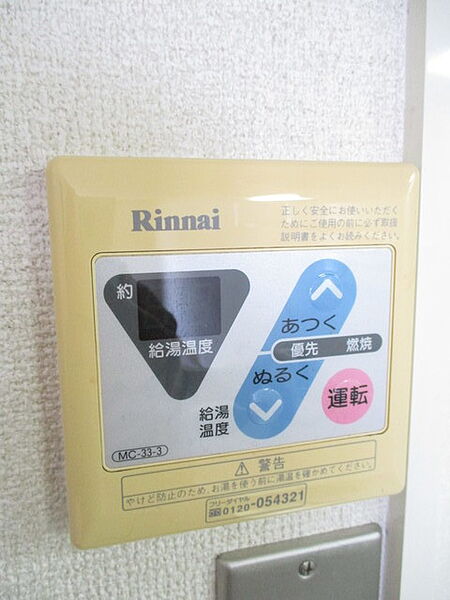 Rinnai
正しく安全にお使いいただく
ためにご使用の前に必ず取扱
説明書をよくお読みください。
約
給湯温度
あつく
優先 燃焼
ぬるく
運転
給湯
温度
MC-33-3
⚠ 警告
やけど防止のため、お湯を使う前に湯温を確かめてください。
フリーダイヤル
0120-054321